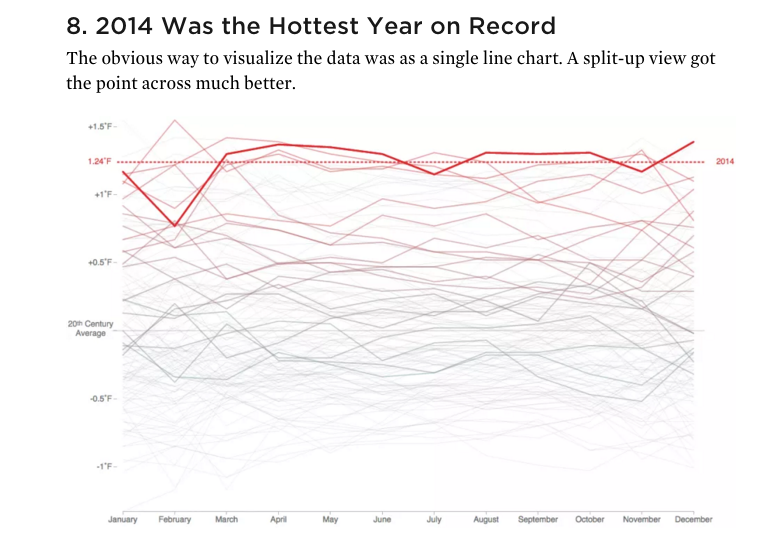 8. 2014 Was the Hottest Year on Record
The obvious way to visualize the data was as a single line chart. A split-up view got
the point across much better.
+1.5°F
1.24°F
2014
+1°F
+0.5°F
20th Century
Average
-0.5°F
-1°F
January February March April May June July August September October November December